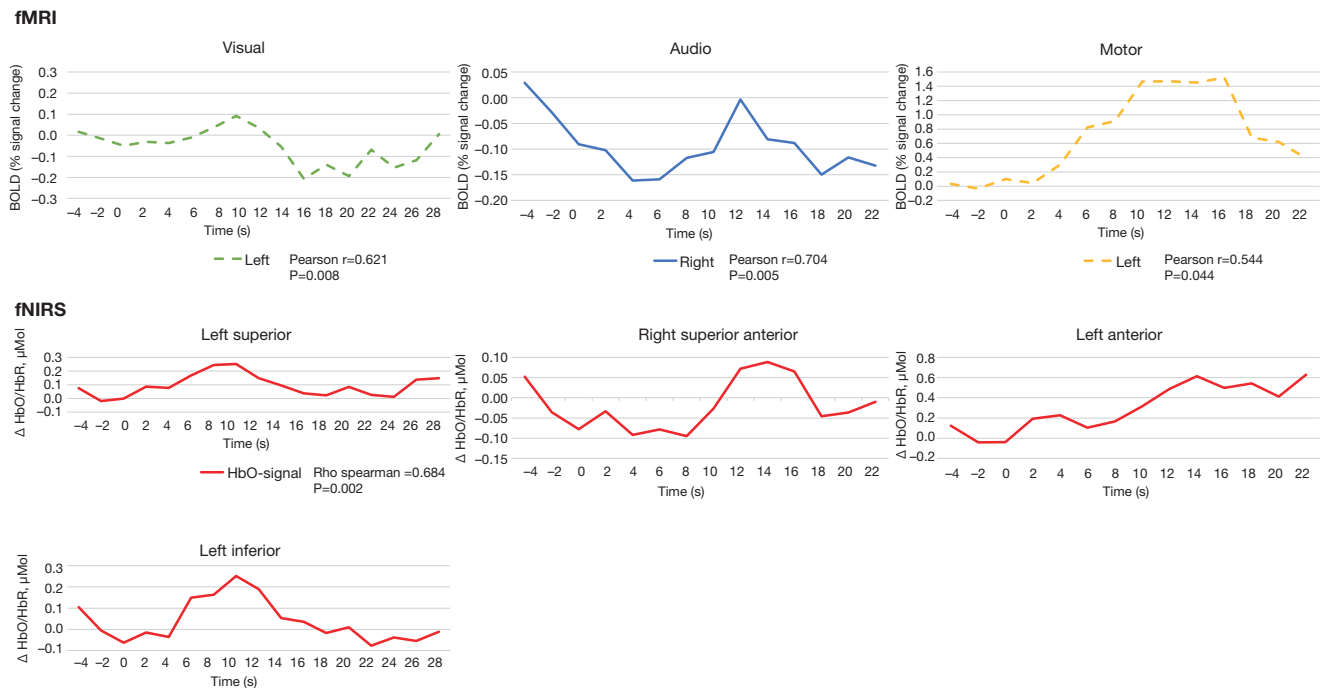 fMRI
Visual
BOLD (% signal change)
0.3
0.2
0.1
0.0
−0.1
−0.2
−0.3
−4 −2 0 2 4 6 8 10 12 14 16 18 20 22 24 26 28
Time (s)
Left
Pearson r=0.621
P=0.008
Audio
BOLD (% signal change)
0.05
0.00
−0.05
−0.10
−0.15
−0.20
−4 −2 0 2 4 6 8 10 12 14 16 18 20 22
Time (s)
Right
Pearson r=0.704
P=0.005
Motor
BOLD (% signal change)
1.6
1.4
1.2
1.0
0.8
0.6
0.4
0.2
0.0
−0.2
−4 −2 0 2 4 6 8 10 12 14 16 18 20 22
Time (s)
Left
Pearson r=0.544
P=0.044
fNIRS
Left superior
Δ HbO/HbR, μMol
0.3
0.2
0.1
0.0
−0.1
−4 −2 0 2 4 6 8 10 12 14 16 18 20 22 24 26 28
Time (s)
HbO-signal
Rho spearman =0.684
P=0.002
Right superior anterior
Δ HbO/HbR, μMol
0.10
0.05
0.00
−0.05
−0.10
−0.15
−4 −2 0 2 4 6 8 10 12 14 16 18 20 22
Time (s)
Left anterior
Δ HbO/HbR, μMol
0.8
0.6
0.4
0.2
0.0
−0.2
−4 −2 0 2 4 6 8 10 12 14 16 18 20 22
Time (s)
Left inferior
Δ HbO/HbR, μMol
0.3
0.2
0.1
0.0
−0.1
−4 −2 0 2 4 6 8 10 12 14 16 18 20 22 24 26 28
Time (s)